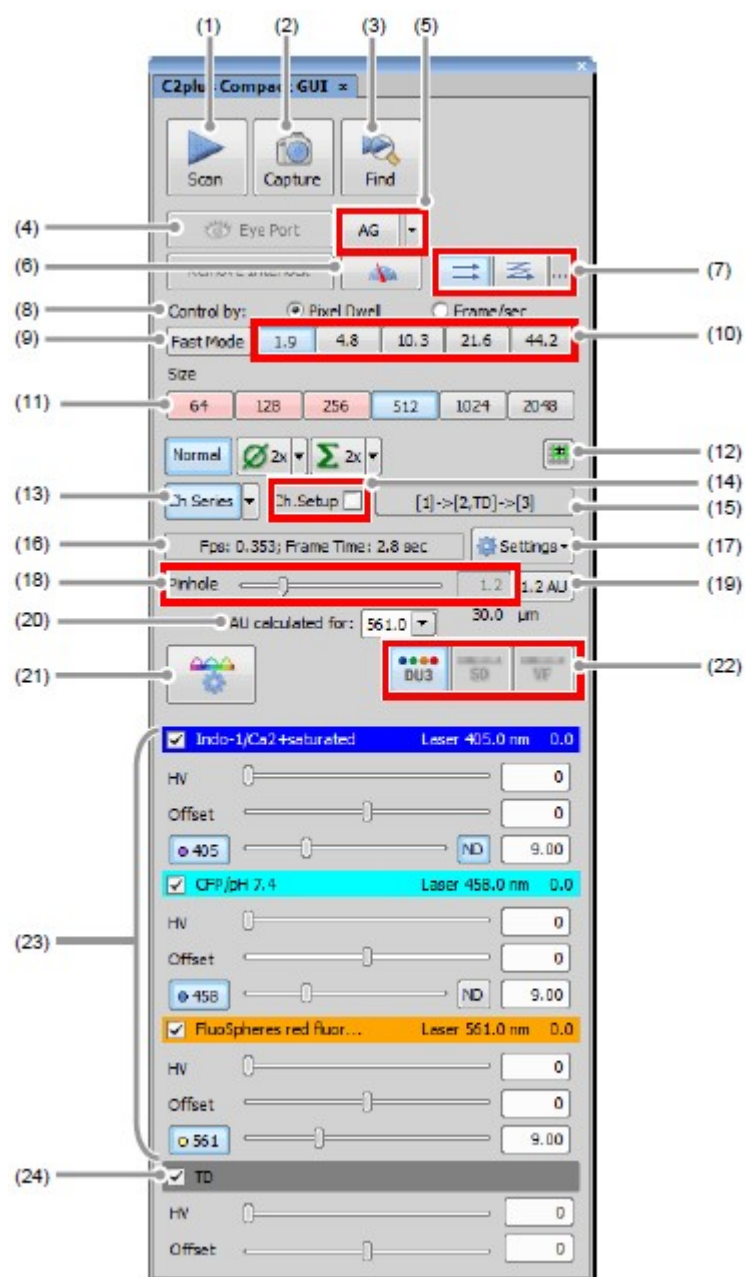 (1) (2) (3) (5)
C2plus Compact GUI ×
Scan Capture Find
(4) Eye Port AG
(6) Remove Interlock ... (7)
(8) Control by: Pixel Dwell Frame/sec
(9) Fast Mode 1.9 4.8 10.3 21.6 44.2 (10)
Size
(11) 64 128 256 512 1024 2048
Normal 2x Σ 2x (12)
(14)
(13) Ch Series Ch.Setup [1]->[2,TD]->[3] (15)
(16) Fps: 0.353; Frame Time: 2.8 sec Settings (17)
(18) Pinhole 1.2 1.2 AU (19)
(20) AU calculated for: 561.0 30.0 µm
(21) DU3 SD VF (22)
Indo-1/Ca2+saturated Laser 405.0 nm 0.0
HV 0
Offset 0
405 ND 9.00
CFP/pH 7.4 Laser 458.0 nm 0.0
HV 0
(23)
Offset 0
458 ND 9.00
FluoSpheres red fluor... Laser 561.0 nm 0.0
HV 0
Offset 0
561 9.00
(24) TD
HV 0
Offset 0